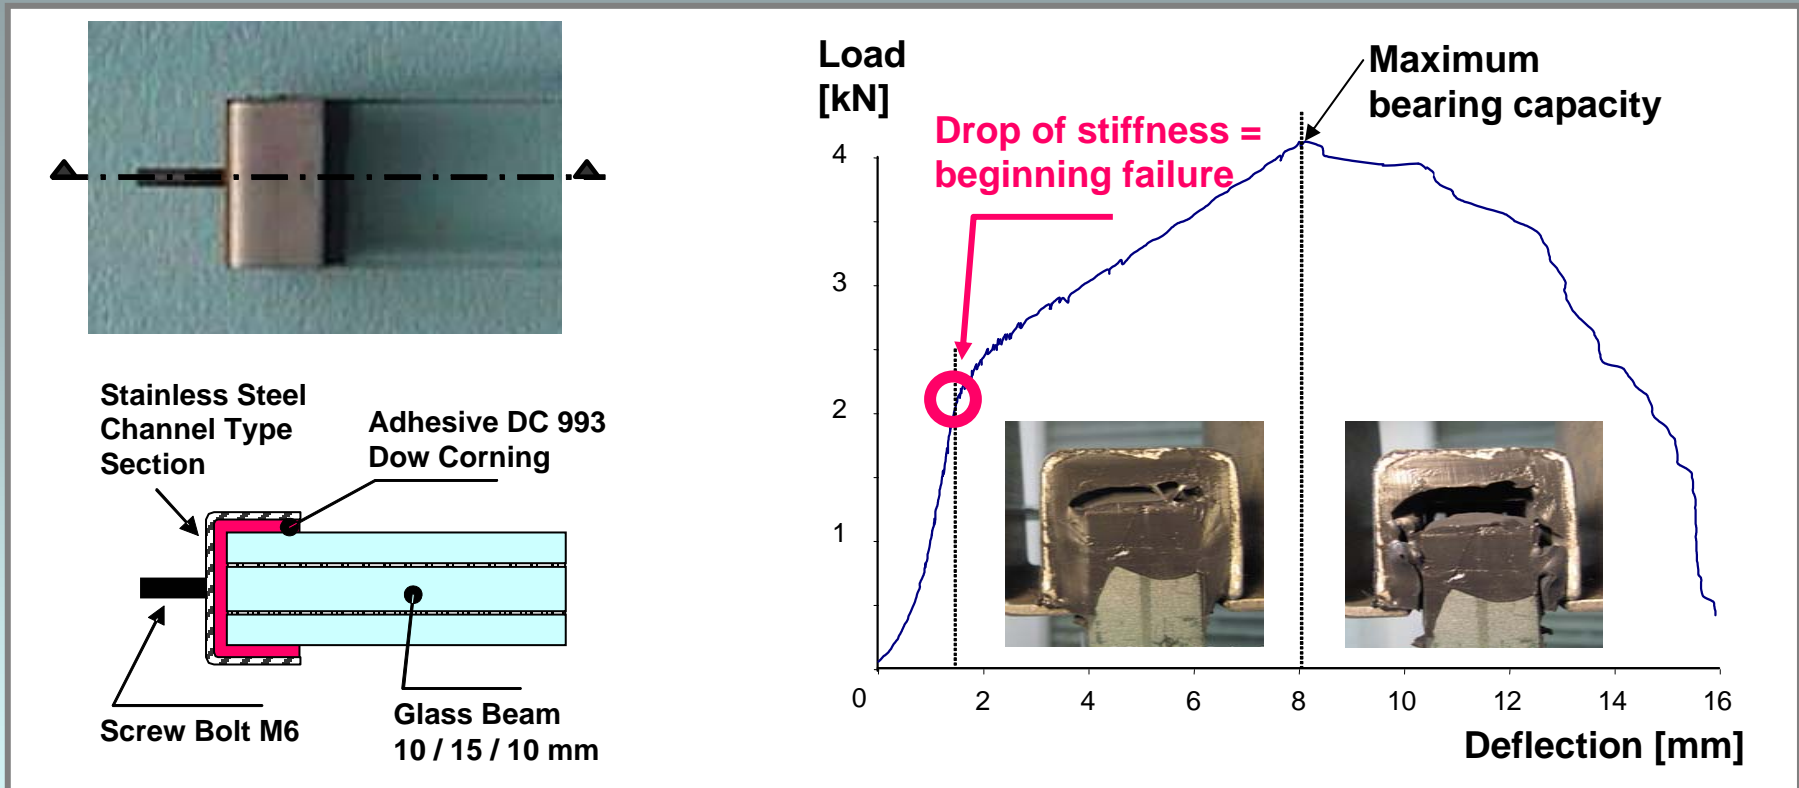 Stainless Steel
Channel Type
Section
Adhesive DC 993
Dow Corning
Screw Bolt M6
Glass Beam
10 / 15 / 10 mm
Load
[kN]
Maximum
bearing capacity
Drop of stiffness =
beginning failure
4
3
2
1
0
2
4
6
8
10
12
14
16
Deflection [mm]